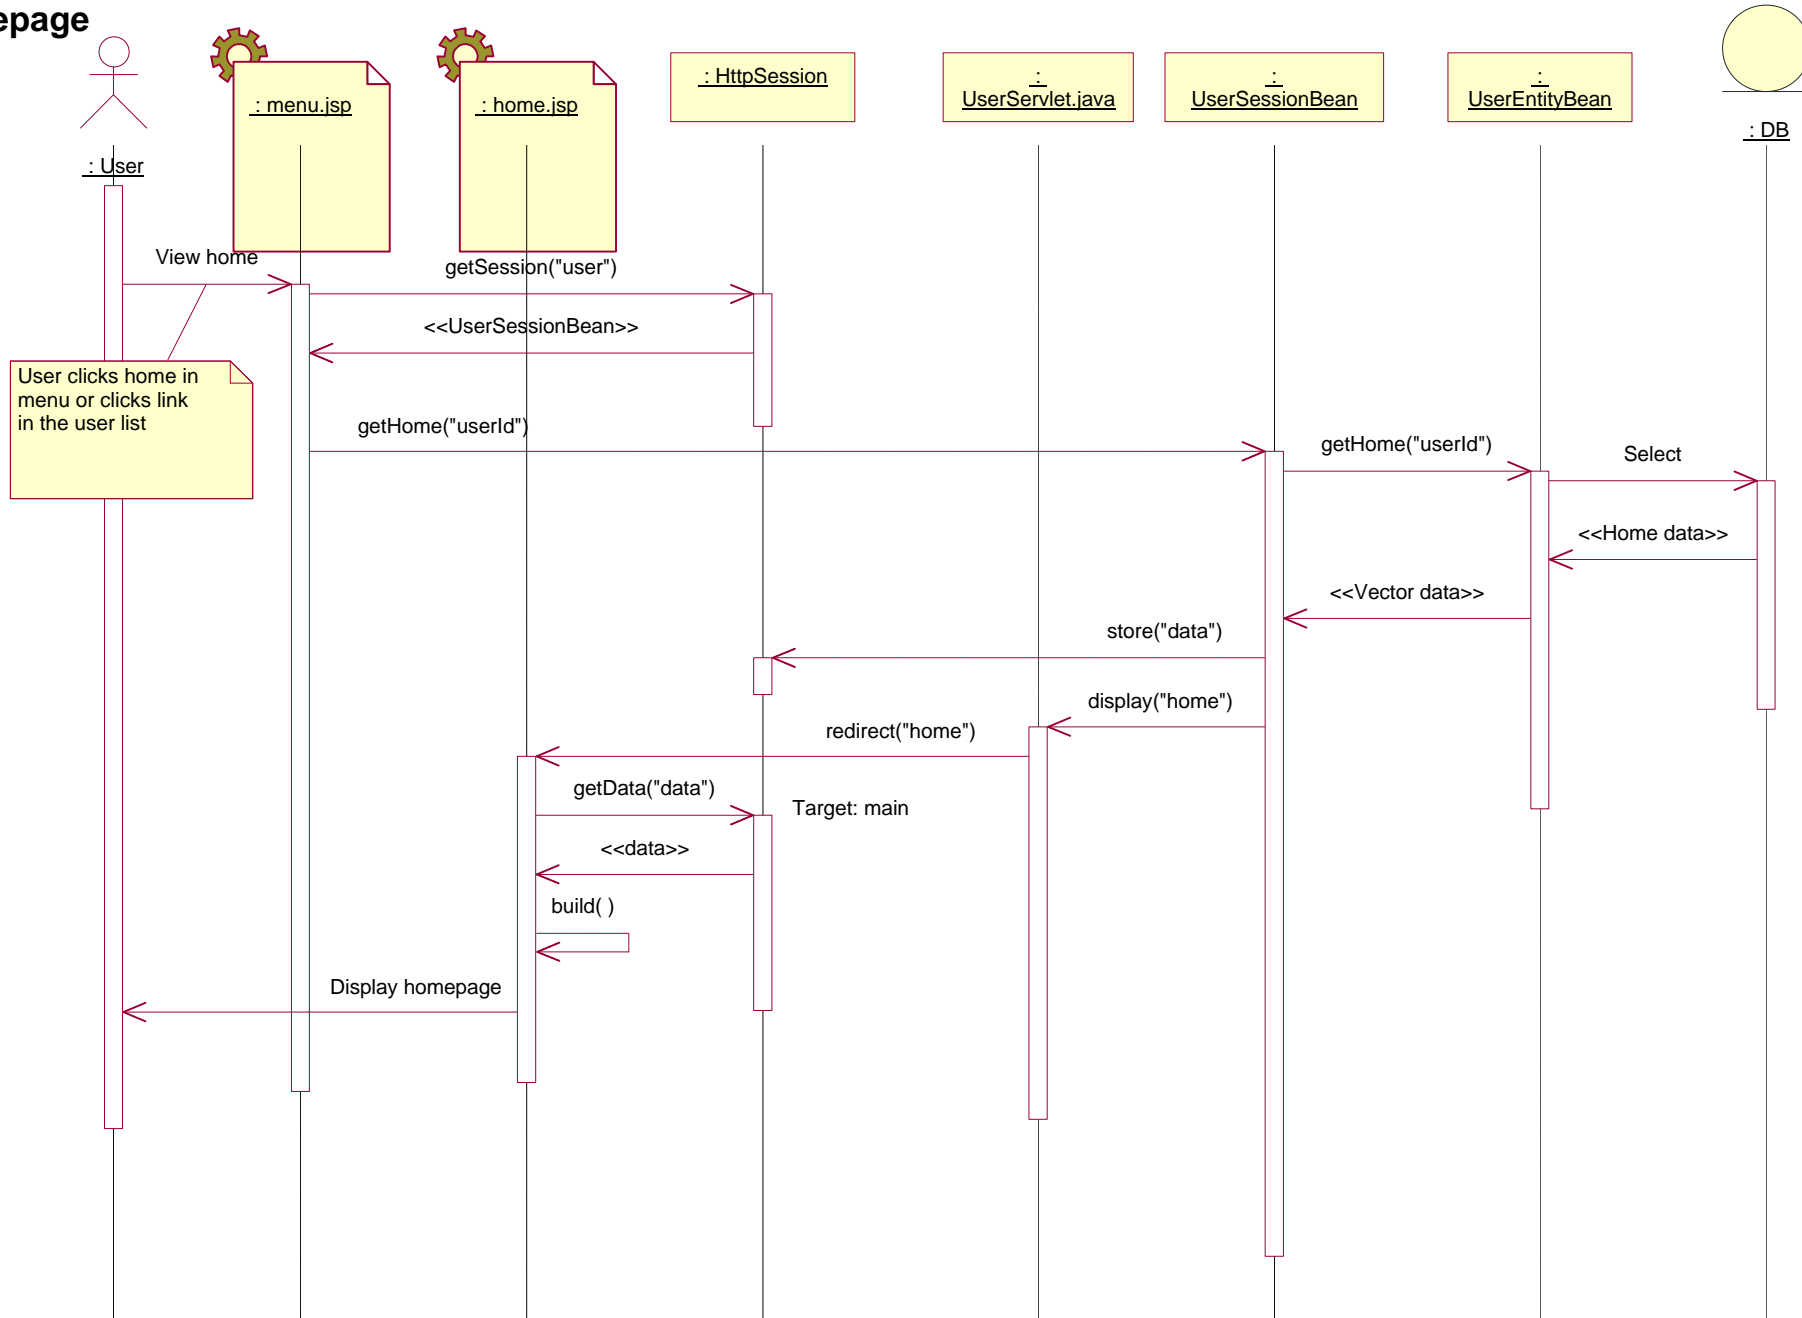 epage
: HttpSession
:
UserServlet.java
:
UserSessionBean
:
UserEntityBean
: menu.jsp
: home.jsp
: DB
: User
View home
getSession("user")
<<UserSessionBean>>
User clicks home in
menu or clicks link
in the user list
getHome("userId")
getHome("userId")
Select
<<Home data>>
<<Vector data>>
store("data")
display("home")
redirect("home")
getData("data")
Target: main
<<data>>
build( )
Display homepage